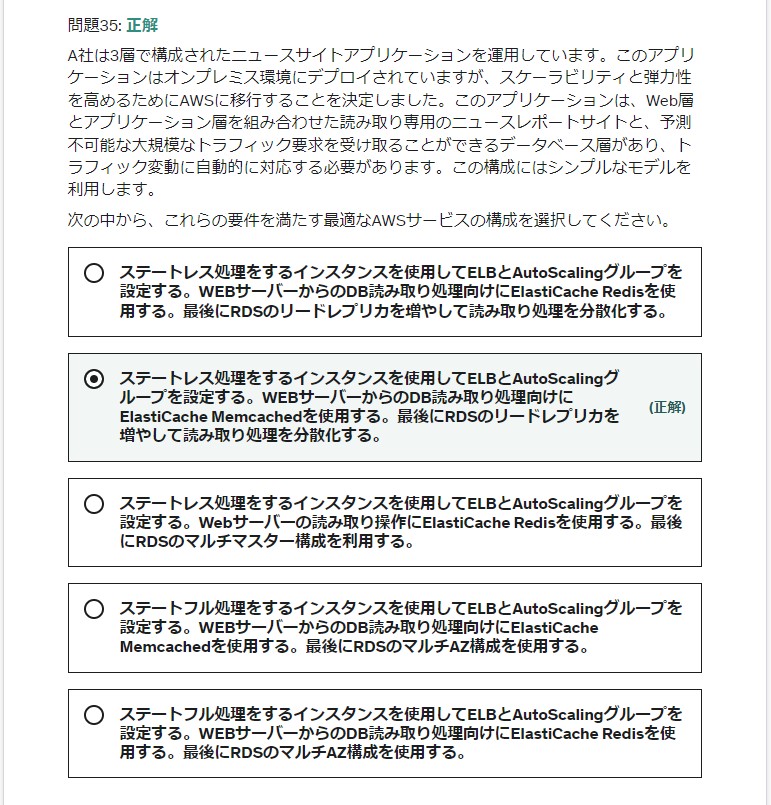 問題35: 正解
A社は3層で構成されたニュースサイトアプリケーションを運用しています。このアプリ
ケーションはオンプレミス環境にデプロイされていますが、スケーラビリティと弾力性
を高めるためにAWSに移行することを決定しました。このアプリケーションは、Web層
とアプリケーション層を組み合わせた読み取り専用のニュースレポートサイトと、予測
不可能な大規模なトラフィック要求を受け取ることができるデータベース層があり、ト
ラフィック変動に自動的に対応する必要があります。この構成にはシンプルなモデルを
利用します。
次の中から、これらの要件を満たす最適なAWSサービスの構成を選択してください。
ステートレス処理をするインスタンスを使用してELBとAutoScalingグループを
設定する。WEBサーバーからのDB読み取り処理向けにElastiCache Redisを使
用する。最後にRDSのリードレプリカを増やして読み取り処理を分散化する。
ステートレス処理をするインスタンスを使用してELBとAutoScalingグ
ループを設定する。WEBサーバーからのDB読み取り処理向けに
ElastiCache Memcachedを使用する。最後にRDSのリードレプリカを
増やして読み取り処理を分散化する。
(正解)
ステートレス処理をするインスタンスを使用してELBとAutoScalingグループを
設定する。Webサーバーの読み取り操作にElastiCache Redisを使用する。最後
にRDSのマルチマスター構成を利用する。
ステートフル処理をするインスタンスを使用してELBとAutoScalingグループを
設定する。WEBサーバーからのDB読み取り処理向けにElastiCache
Memcachedを使用する。最後にRDSのマルチAZ構成を使用する。
ステートフル処理をするインスタンスを使用してELBとAutoScalingグループを
設定する。WEBサーバーからのDB読み取り処理向けにElastiCache Redisを使
用する。最後にRDSのマルチAZ構成を使用する。